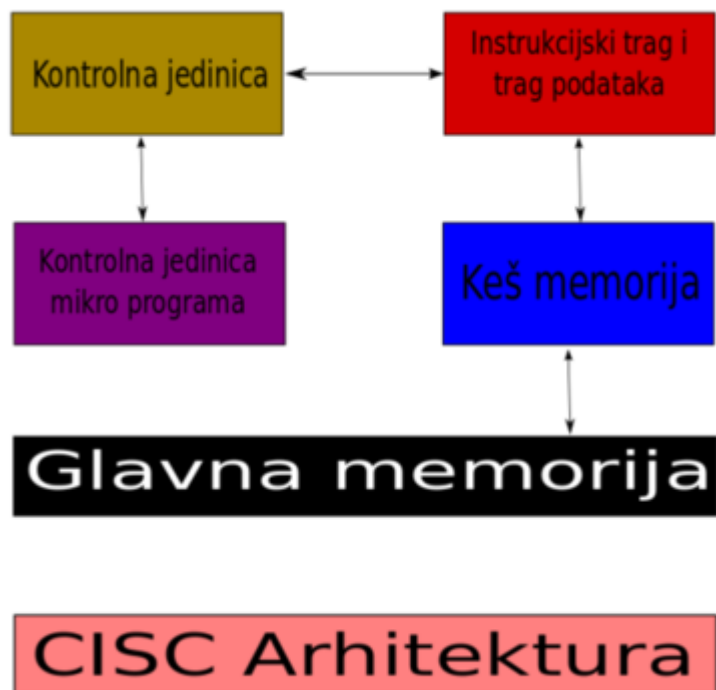 Kontrolna jedinica
Instrukcijski trag i
trag podataka
Kontrolna jedinica
mikro programa
Keš memorija
Glavna memorija
CISC Arhitektura